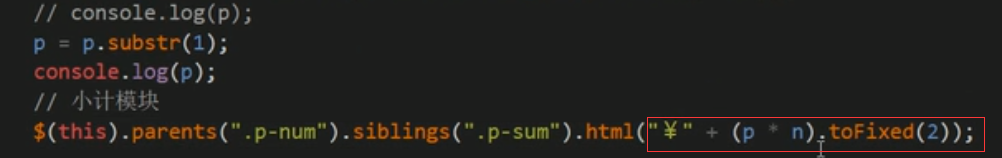 // console.log(p);
p = p.substr(1);
console.log(p);
// 小计模块
$(this).parents(".p-num").siblings(".p-sum").html("￥" + (p * n).toFixed(2));